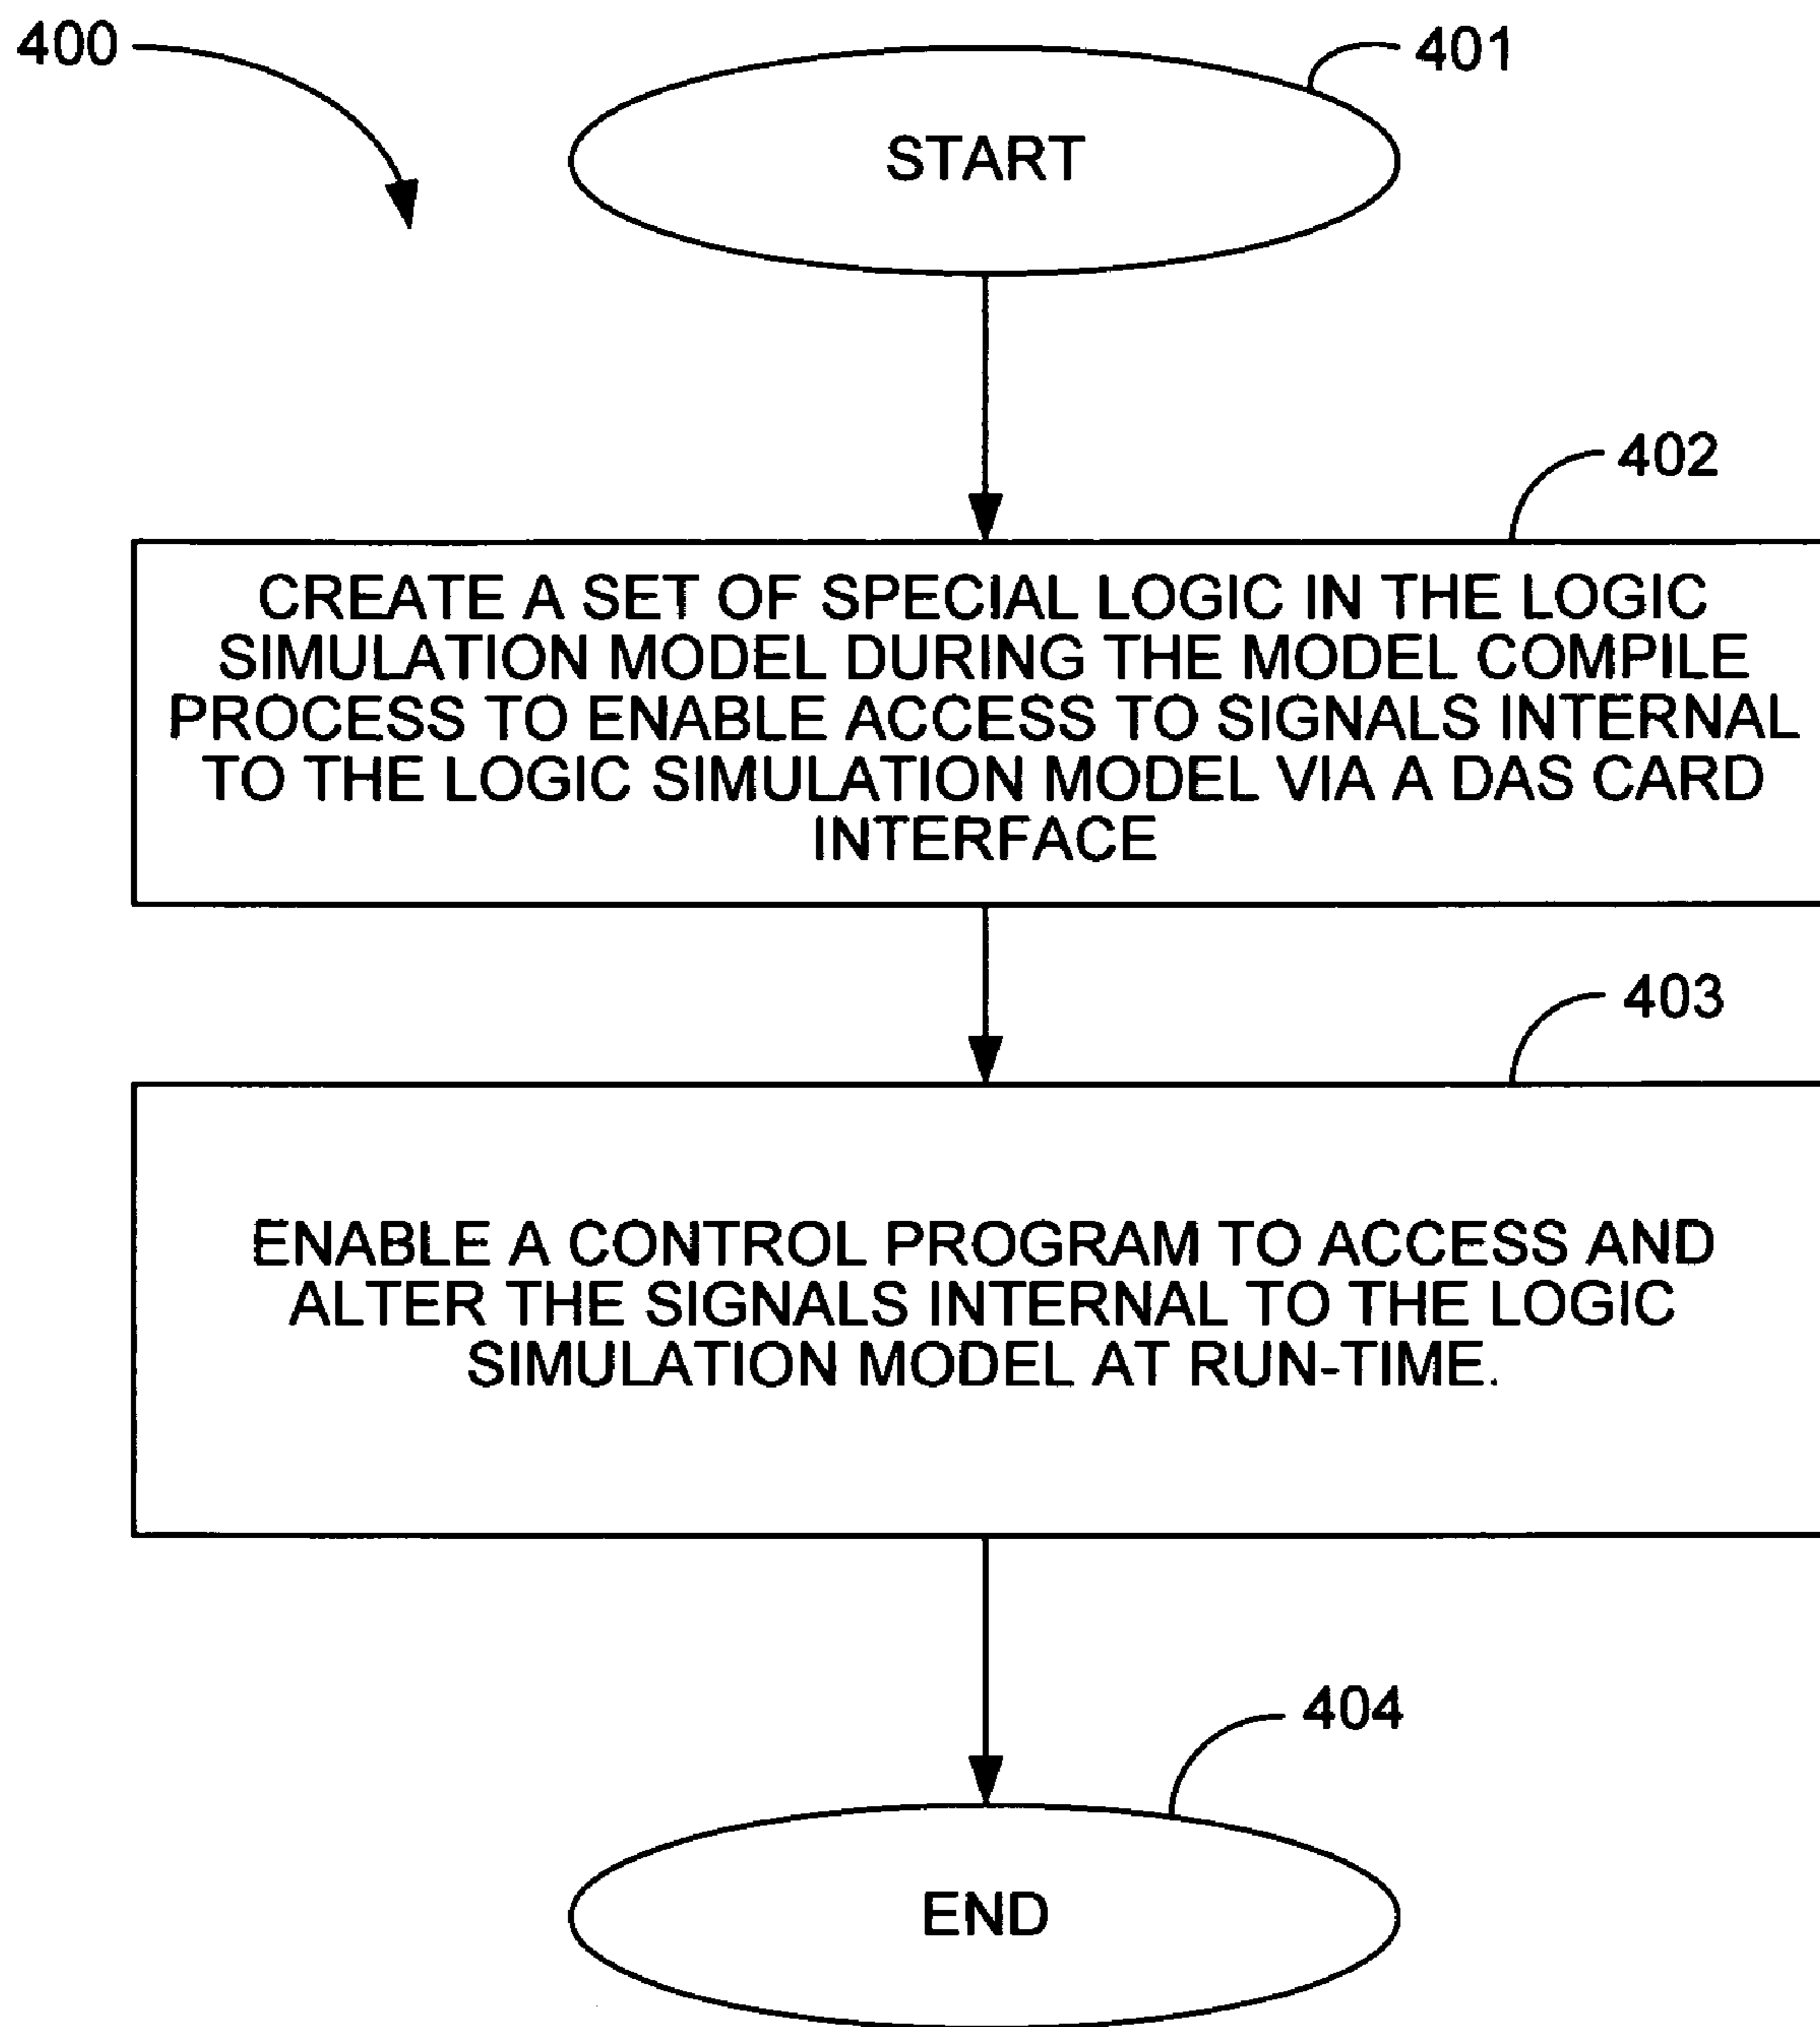 400
401
START
402
CREATE A SET OF SPECIAL LOGIC IN THE LOGIC
SIMULATION MODEL DURING THE MODEL COMPILE
PROCESS TO ENABLE ACCESS TO SIGNALS INTERNAL
TO THE LOGIC SIMULATION MODEL VIA A DAS CARD
INTERFACE
403
ENABLE A CONTROL PROGRAM TO ACCESS AND
ALTER THE SIGNALS INTERNAL TO THE LOGIC
SIMULATION MODEL AT RUN-TIME.
404
END